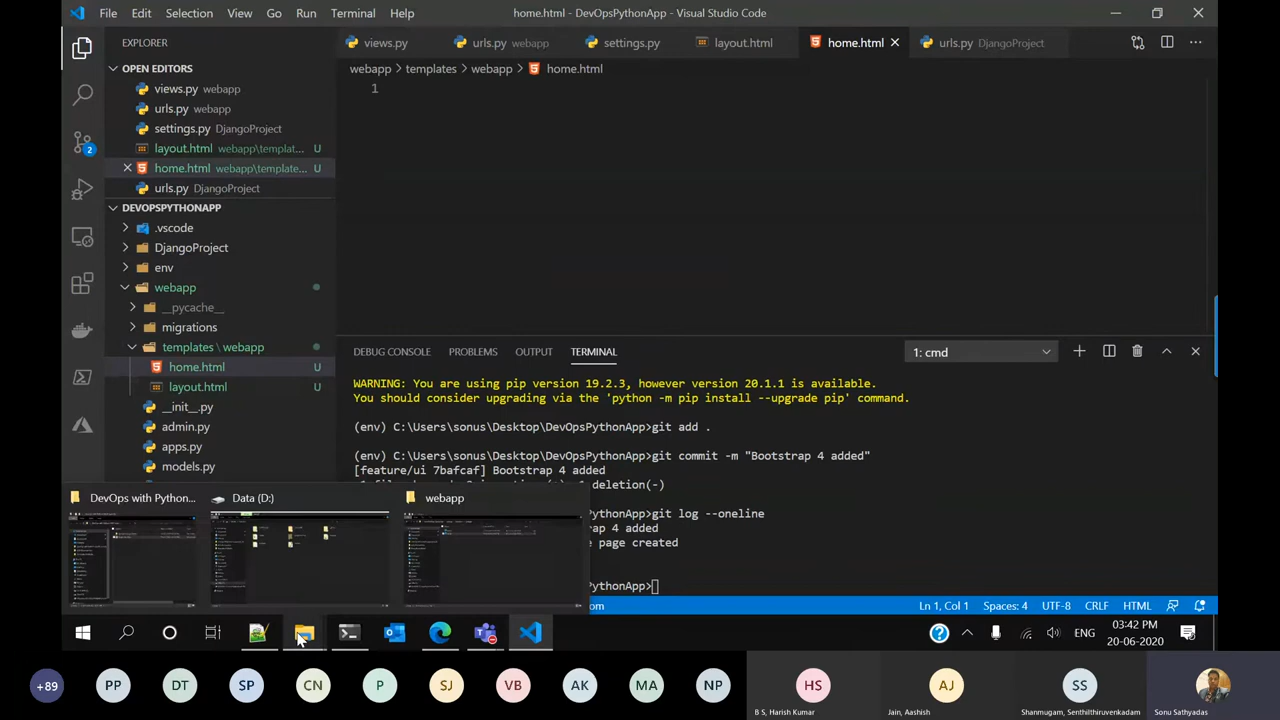 File Edit Selection View Go Run Terminal Help
home.html - DevOpsPythonApp - Visual Studio Code
EXPLORER
views.py
urls.py webapp
settings.py
layout.html
home.html
urls.py DjangoProject
OPEN EDITORS
views.py webapp
urls.py webapp
settings.py DjangoProject
layout.html webapp\templat... U
home.html webapp\template... U
urls.py DjangoProject
webapp > templates > webapp > home.html
1
DEVOPSPYTHONAPP
.vscode
DjangoProject
env
webapp
__pycache__
migrations
templates \ webapp
home.html U
layout.html U
__init__.py
admin.py
apps.py
models.py
2
DEBUG CONSOLE PROBLEMS OUTPUT TERMINAL
1: cmd
WARNING: You are using pip version 19.2.3, however version 20.1.1 is available.
You should consider upgrading via the 'python -m pip install --upgrade pip' command.
(env) C:\Users\sonus\Desktop\DevOpsPythonApp>git add .
(env) C:\Users\sonus\Desktop\DevOpsPythonApp>git commit -m "Bootstrap 4 added"
[feature/ui 7bafcaf] Bootstrap 4 added
deletion(-)
git log --oneline
4 added
page created
PythonApp>
DevOps with Python...
Data (D:)
webapp
Ln 1, Col 1 Spaces: 4 UTF-8 CRLF HTML
ENG
03:42 PM
20-06-2020
+89
PP
DT
SP
CN
P
SJ
VB
AK
MA
NP
HS
B S, Harish Kumar
AJ
Jain, Aashish
SS
Shanmugam, Senthilthiruvenkadam
Sonu Sathyadas